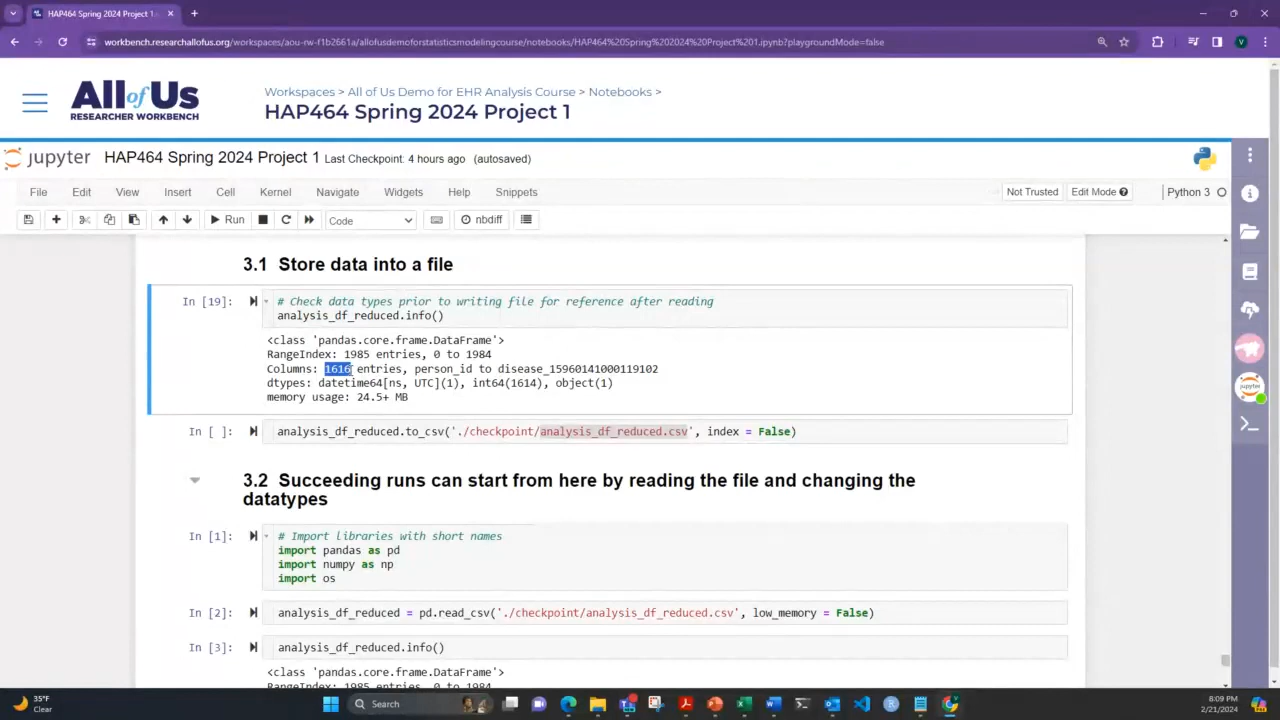 HAP464 Spring 2024 Project 1
workbench.researchallofus.org/workspaces/aou-rw-f1b2661a/allofusdemoforstatisticsmodelingcourse/notebooks/HAP464%20Spring%202024%20Project%201.ipynb?playgroundMode=false
V
All of Us
RESEARCHER WORKBENCH
Workspaces > All of Us Demo for EHR Analysis Course > Notebooks >
HAP464 Spring 2024 Project 1
jupyter HAP464 Spring 2024 Project 1 Last Checkpoint: 4 hours ago (autosaved)
File Edit View Insert Cell Kernel Navigate Widgets Help Snippets
Not Trusted Edit Mode Python 3
Run Code nbdiff
3.1 Store data into a file
In [19]: # Check data types prior to writing file for reference after reading
analysis_df_reduced.info()
<class 'pandas.core.frame.DataFrame'>
RangeIndex: 1985 entries, 0 to 1984
Columns: 1616 entries, person_id to disease_15960141000119102
dtypes: datetime64[ns, UTC](1), int64(1614), object(1)
memory usage: 24.5+ MB
In [ ]: analysis_df_reduced.to_csv('./checkpoint/analysis_df_reduced.csv', index = False)
3.2 Succeeding runs can start from here by reading the file and changing the
datatypes
In [1]: # Import libraries with short names
import pandas as pd
import numpy as np
import os
In [2]: analysis_df_reduced = pd.read_csv('./checkpoint/analysis_df_reduced.csv', low_memory = False)
In [3]: analysis_df_reduced.info()
<class 'pandas.core.frame.DataFrame'>
RangeIndex: 1985 entries, 0 to 1984
35°F
Clear
Search
8:09 PM
2/21/2024